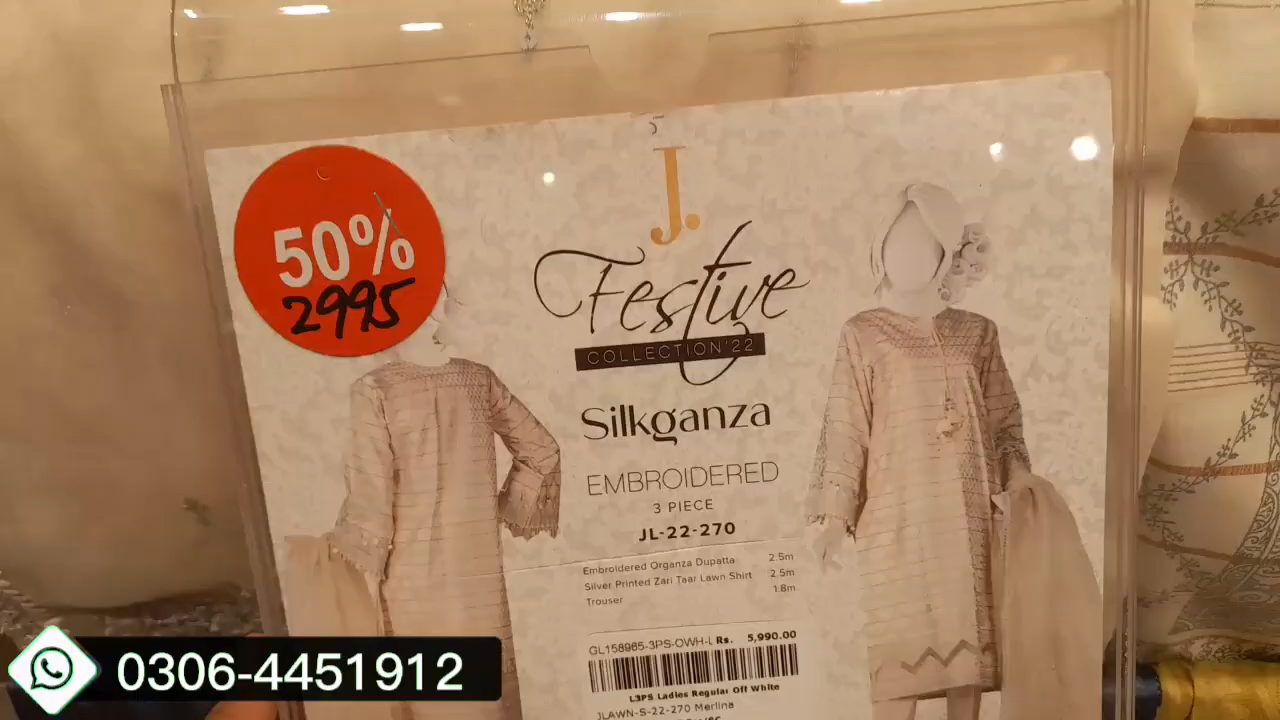 50%
2995
J.
Festive
COLLECTION'22
Silkganza
EMBROIDERED
3 PIECE
JL-22-270
Embroidered Organza Dupatta 2.5m
Silver Printed Zari Taar Lawn Shirt 2.5m
Trouser 1.8m
GL158965-3PS-OWH-L Rs. 5,990.00
L3PS Ladies Regular Off White
JLAWN-S-22-270 Merlina
0306-4451912